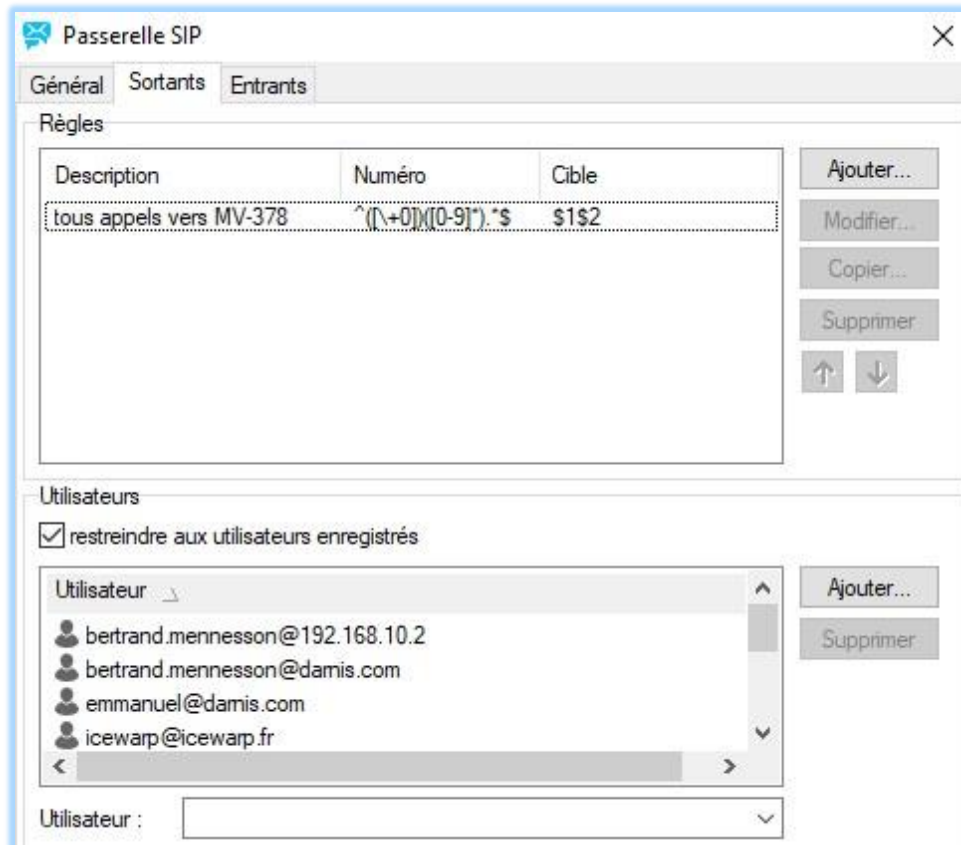 Passerelle SIP
Général Sortants Entrants
Règles
Description Numéro Cible
tous appels vers MV-378 ^([\+0])([0-9]*).*$ $1$2
Ajouter...
Modifier...
Copier...
Supprimer
Utilisateurs
restreindre aux utilisateurs enregistrés
Utilisateur
bertrand.mennesson@192.168.10.2
bertrand.mennesson@darnis.com
emmanuel@darnis.com
icewarp@icewarp.fr
Ajouter...
Supprimer
Utilisateur :